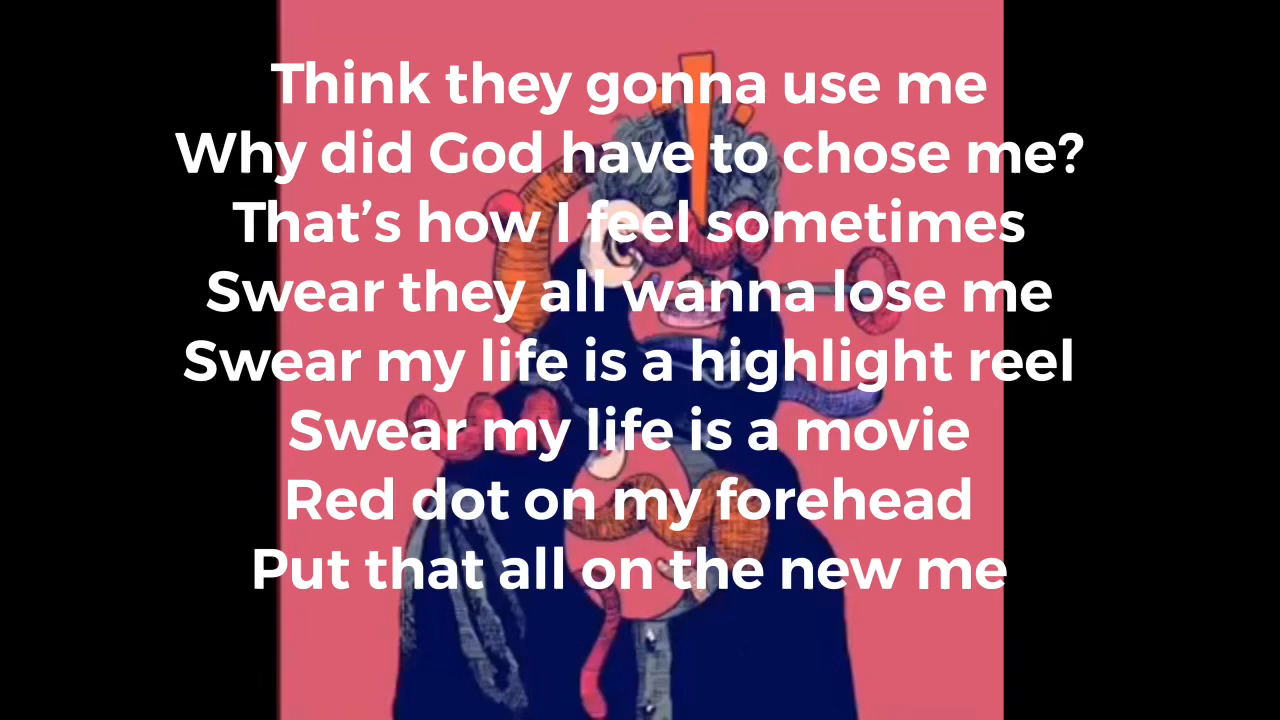 Think they gonna use me
Why did God have to chose me?
That’s how I feel sometimes
Swear they all wanna lose me
Swear my life is a highlight reel
Swear my life is a movie
Red dot on my forehead
Put that all on the new me